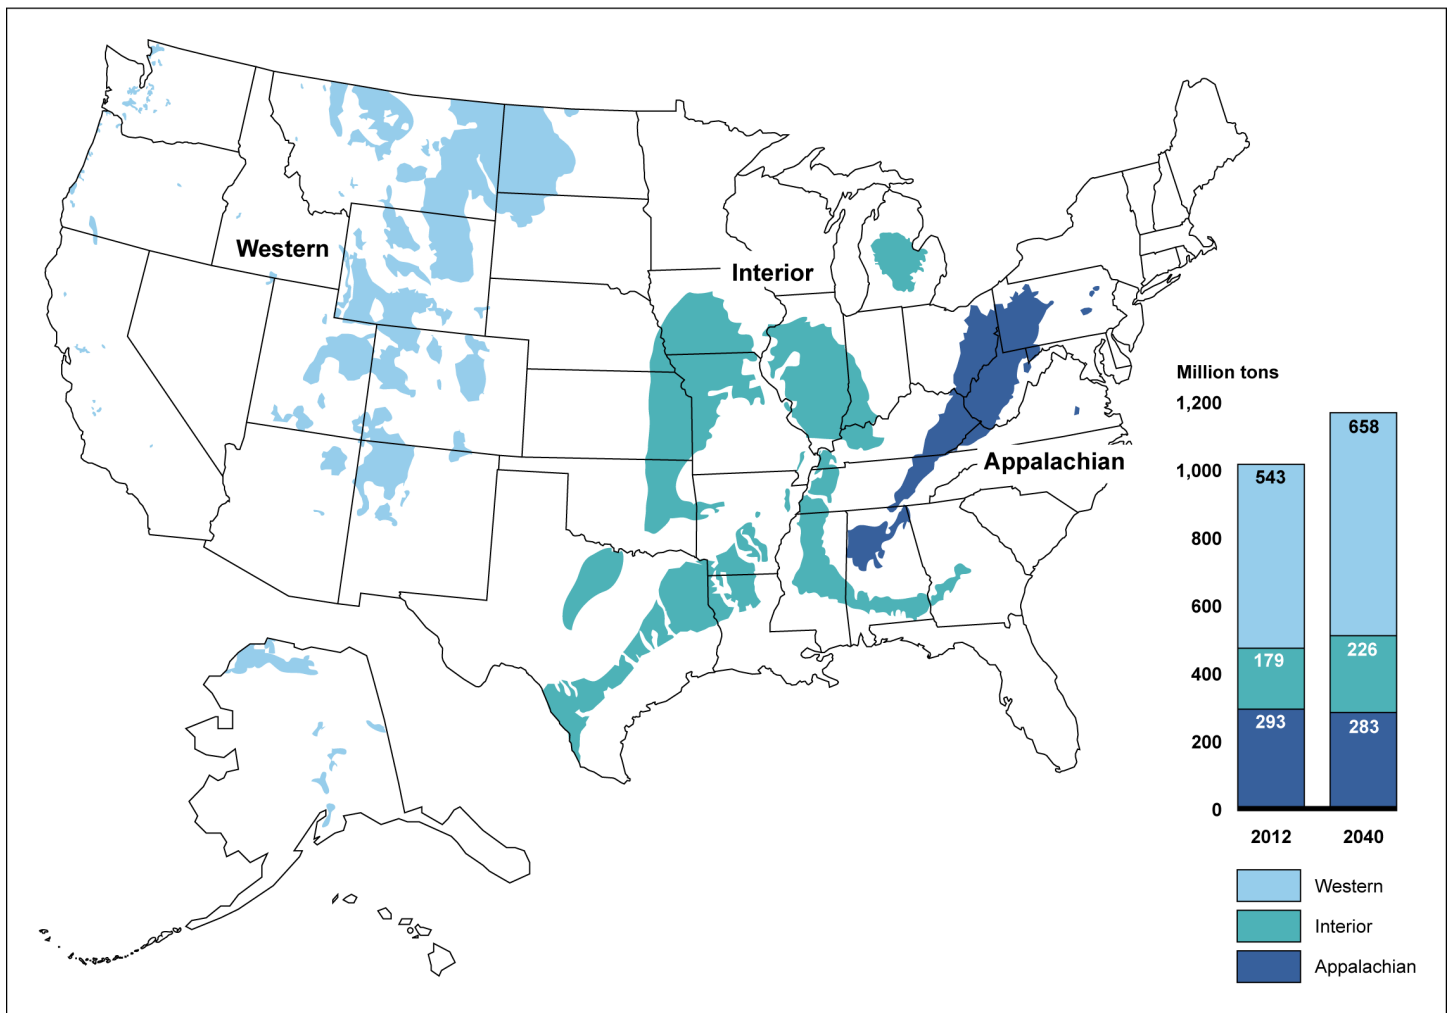 Western
Interior
Appalachian
Million tons
1,200
1,000
800
600
400
200
0
543
179
293
658
226
283
2012
2040
Western
Interior
Appalachian